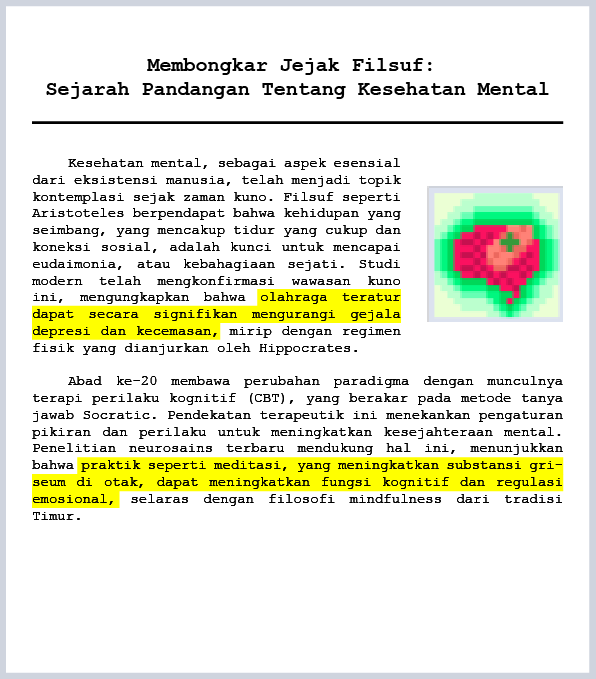 Membongkar Jejak Filsuf:
Sejarah Pandangan Tentang Kesehatan Mental
Kesehatan mental, sebagai aspek esensial
dari eksistensi manusia, telah menjadi topik
kontemplasi sejak zaman kuno. Filsuf seperti
Aristoteles berpendapat bahwa kehidupan yang
seimbang, yang mencakup tidur yang cukup dan
koneksi sosial, adalah kunci untuk mencapai
eudaimonia, atau kebahagiaan sejati. Studi
modern telah mengkonfirmasi wawasan kuno
ini, mengungkapkan bahwa olahraga teratur
dapat secara signifikan mengurangi gejala
depresi dan kecemasan, mirip dengan regimen
fisik yang dianjurkan oleh Hippocrates.
Abad ke-20 membawa perubahan paradigma dengan munculnya
terapi perilaku kognitif (CBT), yang berakar pada metode tanya
jawab Socratic. Pendekatan terapeutik ini menekankan pengaturan
pikiran dan perilaku untuk meningkatkan kesejahteraan mental.
Penelitian neurosains terbaru mendukung hal ini, menunjukkan
bahwa praktik seperti meditasi, yang meningkatkan substansi gri-
seum di otak, dapat meningkatkan fungsi kognitif dan regulasi
emosional, selaras dengan filosofi mindfulness dari tradisi
Timur.